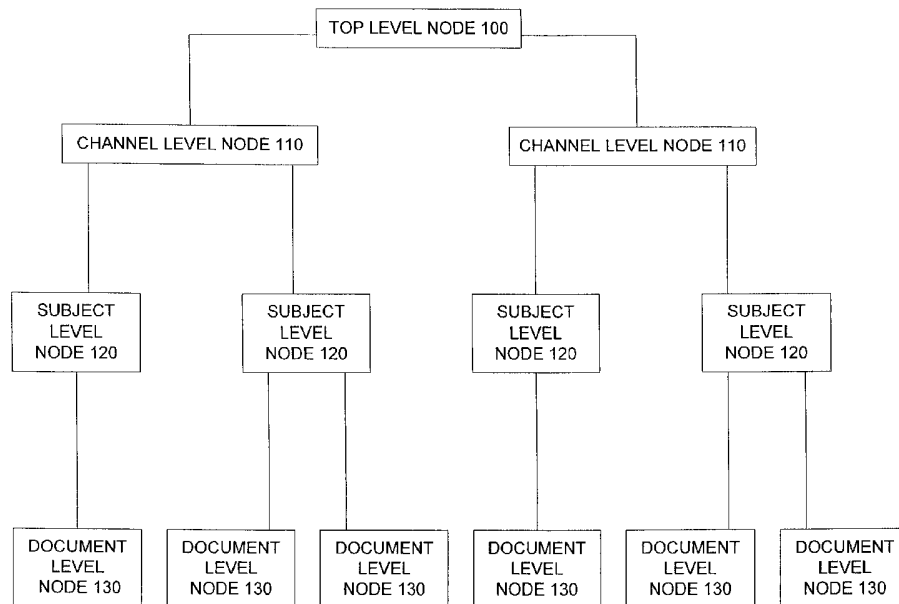 TOP LEVEL NODE 100
CHANNEL LEVEL NODE 110
CHANNEL LEVEL NODE 110
SUBJECT
LEVEL
NODE 120
SUBJECT
LEVEL
NODE 120
SUBJECT
LEVEL
NODE 120
SUBJECT
LEVEL
NODE 120
DOCUMENT
LEVEL
NODE 130
DOCUMENT
LEVEL
NODE 130
DOCUMENT
LEVEL
NODE 130
DOCUMENT
LEVEL
NODE 130
DOCUMENT
LEVEL
NODE 130
DOCUMENT
LEVEL
NODE 130